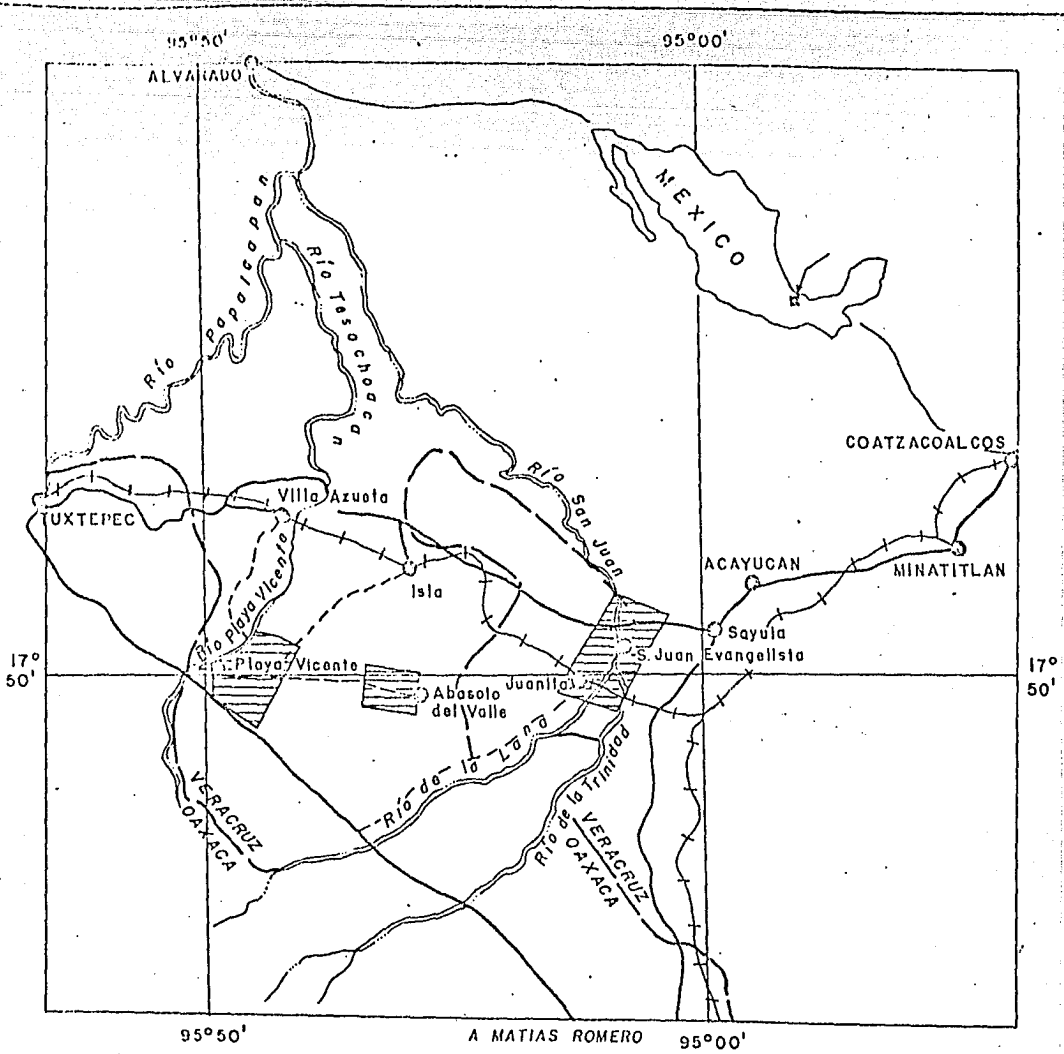 95°50'
95°00'
ALVARADO
MEXICO
Río Papalcapan
Río Tesochoacan
COATZACOALCOS
Río San Juan
Villa Azueta
TUXTEPEC
ACAYUCAN
MINATITLAN
Isla
Río Playa Vicente
Sayula
S. Juan Evangelista
17°
50'
Playa Vicente
Juanita
17°
50'
Abasolo
del Valle
Río de la Lana
Río de la Trinidad
VERACRUZ
OAXACA
VERACRUZ
OAXACA
95°50'
A MATIAS ROMERO
95°00'